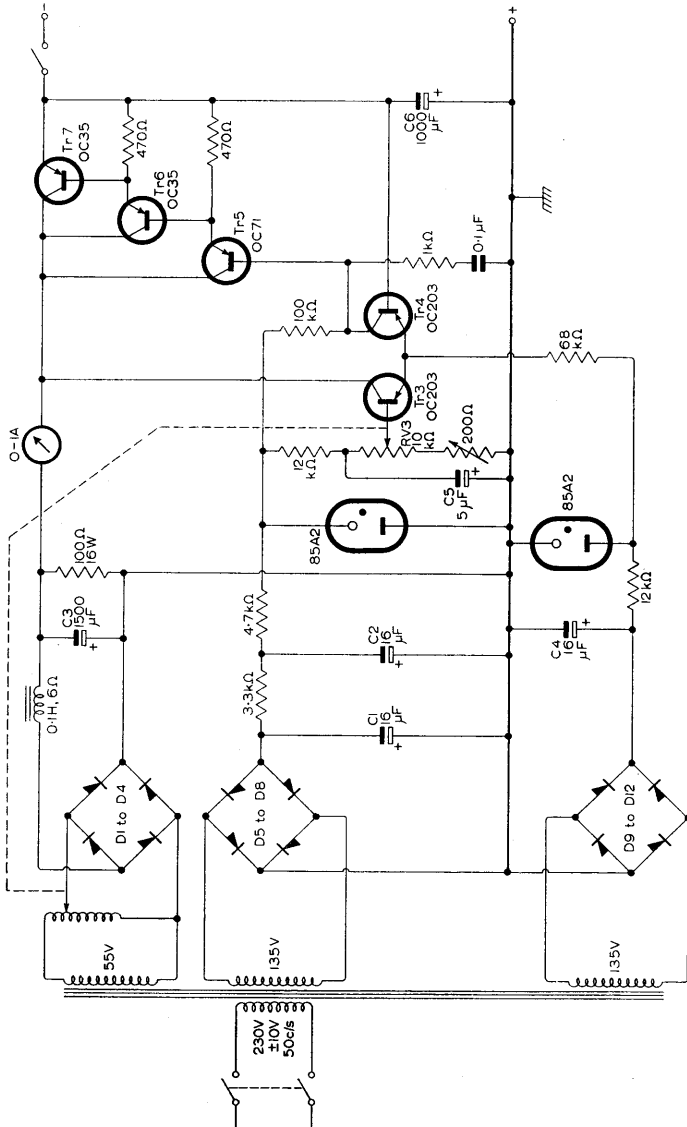 −
Tr7
OC35
470Ω
Tr6
OC35
470Ω
Tr5
OC71
+
C6
1000
µF
1kΩ
0·1µF
100
kΩ
Tr4
OC203
Tr3
OC203
68
kΩ
0–1A
12
kΩ
RV3
10
kΩ
200Ω
C5
5µF
+
85A2
85A2
100Ω
16W
C3
1500
µF
+
0·1H, 6Ω
4·7kΩ
3·3kΩ
C2
16
µF
+
C1
16
µF
+
C4
16
µF
+
12kΩ
D1 to D4
D5 to D8
D9 to D12
55V
135V
135V
230V
±10V
50c/s
+